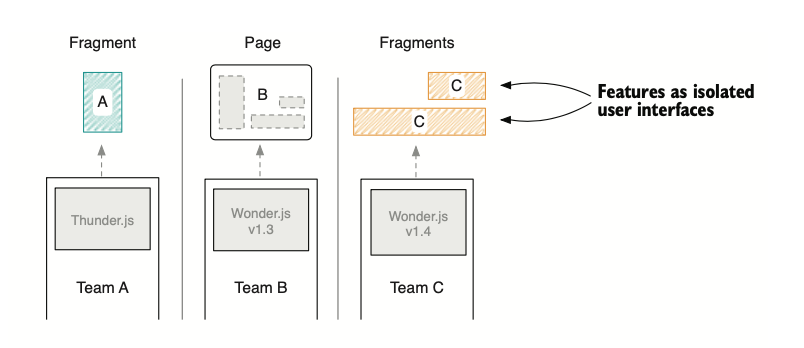 Fragment
Page
Fragments
A
B
C
C
Features as isolated
user interfaces
Thunder.js
Wonder.js
v1.3
Wonder.js
v1.4
Team A
Team B
Team C